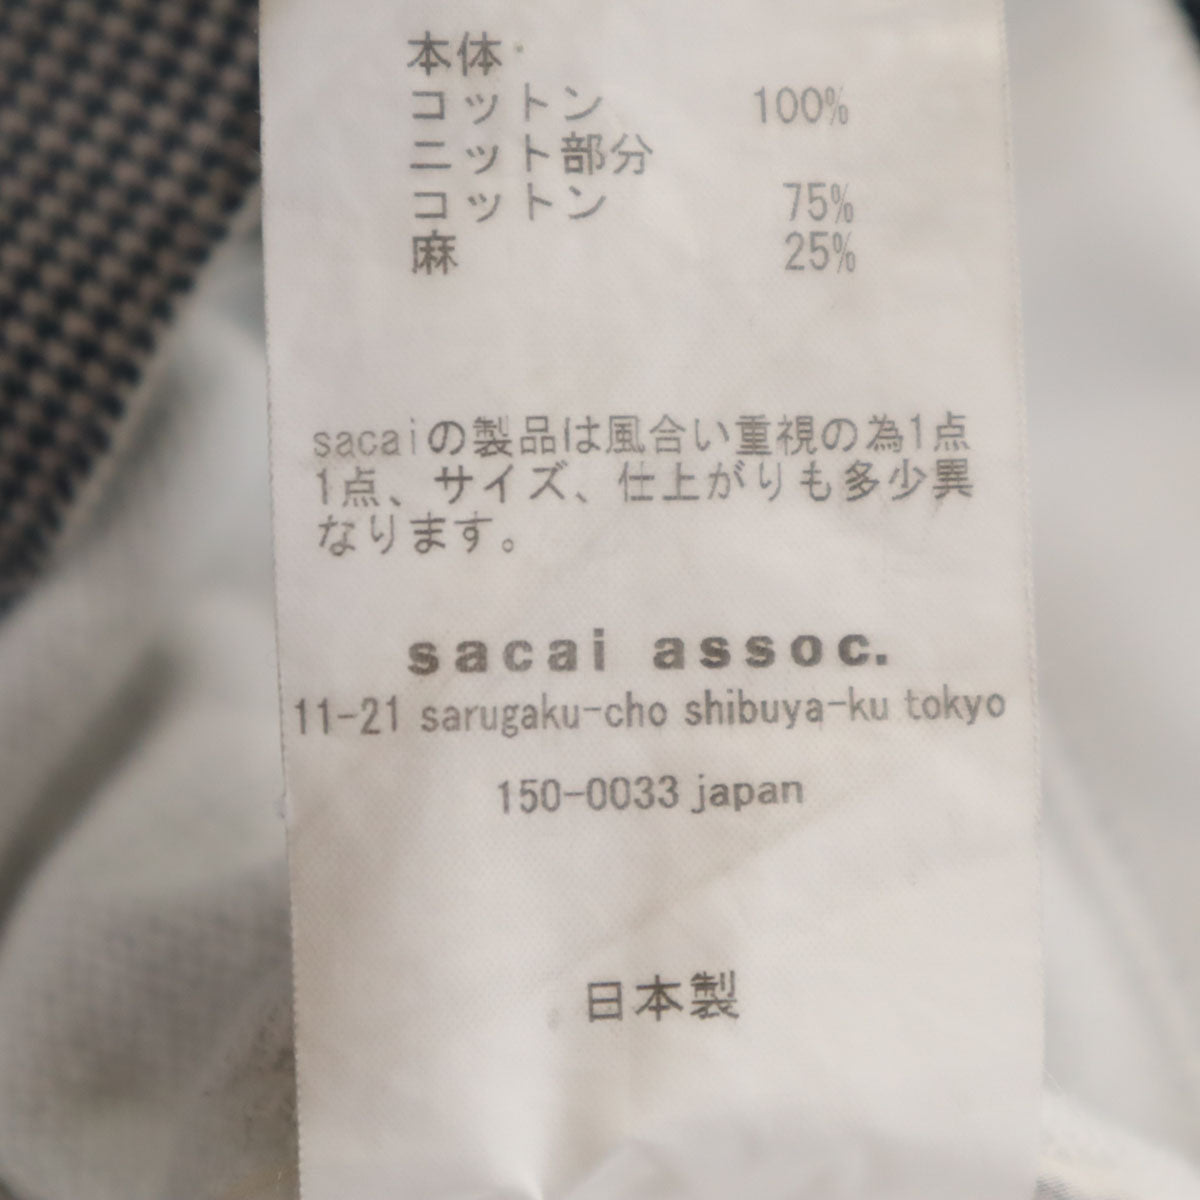 本体
コットン 100%
ニット部分
コットン 75%
麻 25%
sacaiの製品は風合い重視の為1点
1点、サイズ、仕上がりも多少異
なります。
sacai assoc.
11-21 sarugaku-cho shibuya-ku tokyo
150-0033 japan
日本製